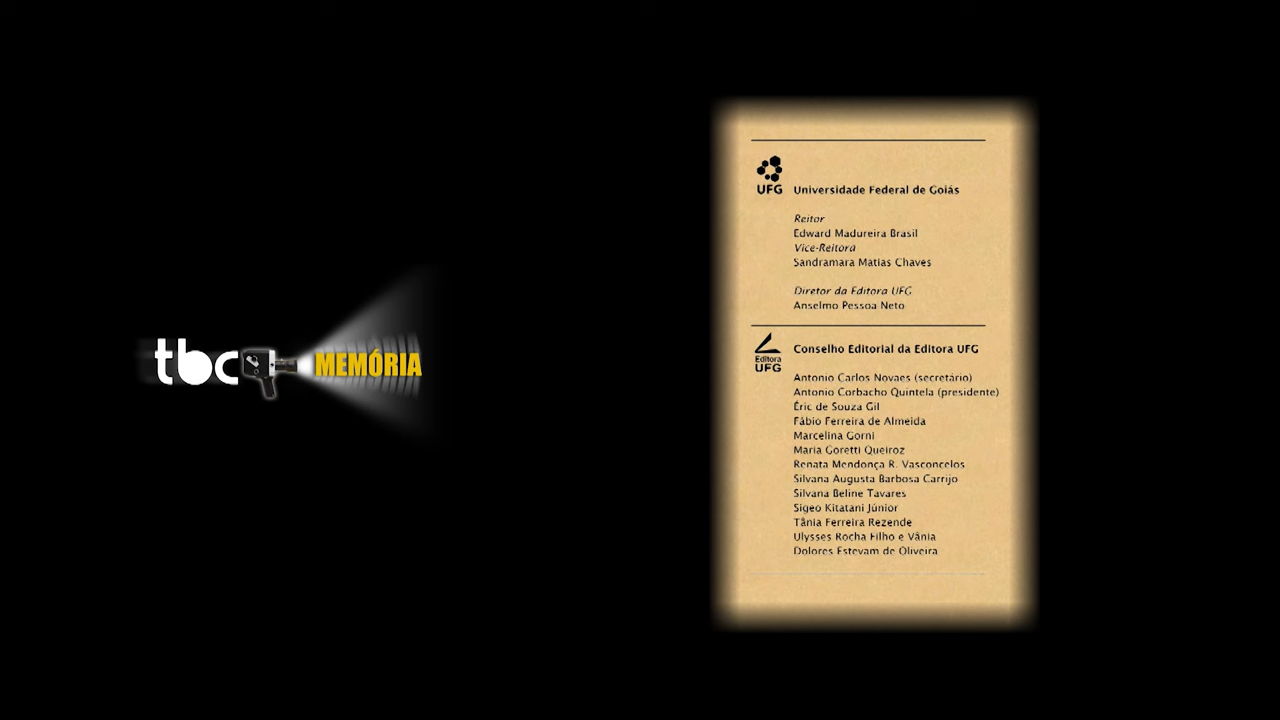 tbc MEMÓRIA
UFG Universidade Federal de Goiás
Reitor
Edward Madureira Brasil
Vice-Reitora
Sandramara Matias Chaves
Diretor da Editora UFG
Anselmo Pessoa Neto
Editora
UFG
Conselho Editorial da Editora UFG
Antonio Carlos Novaes (secretário)
Antonio Corbacho Quintela (presidente)
Éric de Souza Gil
Fábio Ferreira de Almeida
Marcelina Gorni
Maria Goretti Queiroz
Renata Mendonça R. Vasconcelos
Silvana Augusta Barbosa Carrijo
Silvana Beline Tavares
Sigeo Kitatani Júnior
Tânia Ferreira Rezende
Ulysses Rocha Filho e Vânia
Dolores Estevam de Oliveira